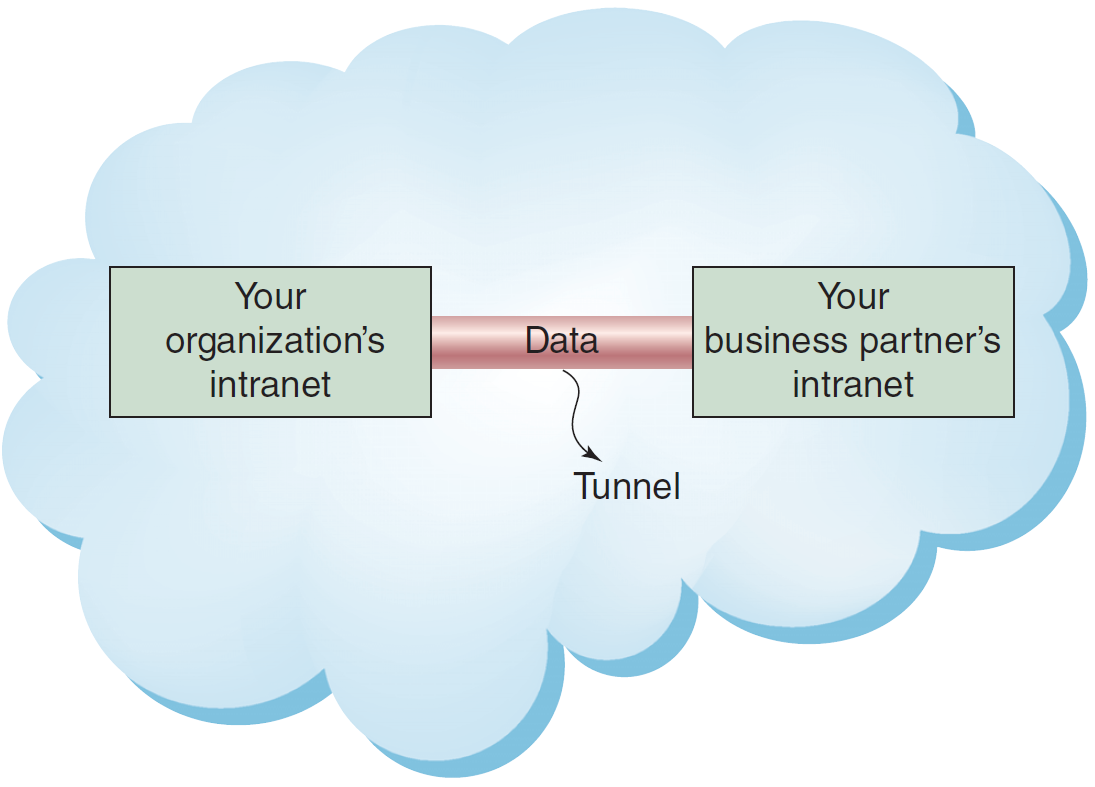 Your
organization’s
intranet
Data
Your
business partner’s
intranet
Tunnel